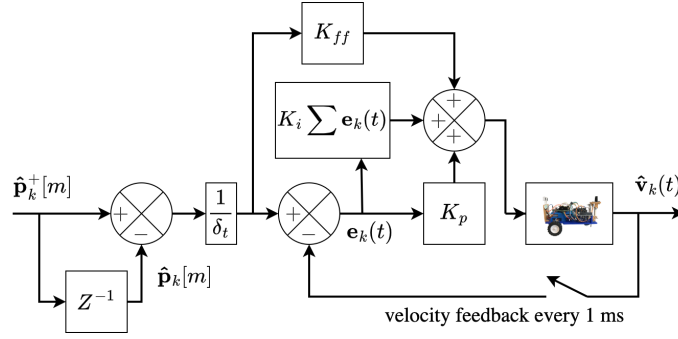 K_{ff}
K_i \sum \mathbf{e}_k(t)
+
+
+
\hat{\mathbf{p}}_k^+[m]
\hat{\mathbf{v}}_k(t)
+
−
\frac{1}{\delta_t}
+
−
\mathbf{e}_k(t)
K_p
\hat{\mathbf{p}}_k[m]
Z^{-1}
velocity feedback every 1 ms